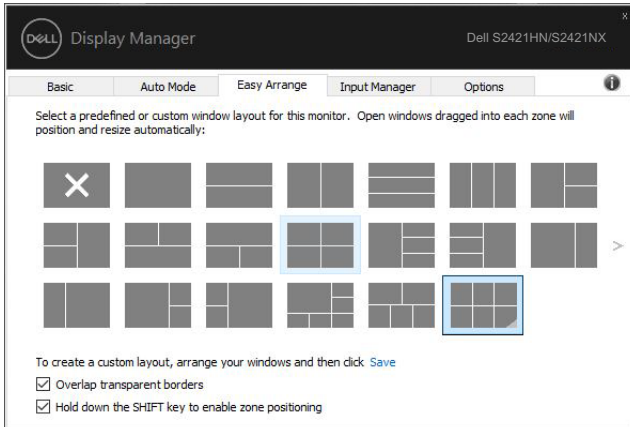 x
DELL Display Manager Dell S2421HN/S2421NX
Basic Auto Mode Easy Arrange Input Manager Options
Select a predefined or custom window layout for this monitor. Open windows dragged into each zone will
position and resize automatically:
To create a custom layout, arrange your windows and then click Save
Overlap transparent borders
Hold down the SHIFT key to enable zone positioning